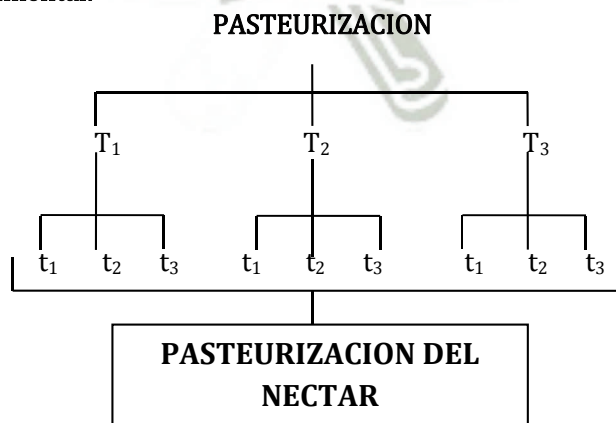 PASTEURIZACION
T₁ T₂ T₃
t₁ t₂ t₃ t₁ t₂ t₃ t₁ t₂ t₃
PASTEURIZACION DEL
NECTAR